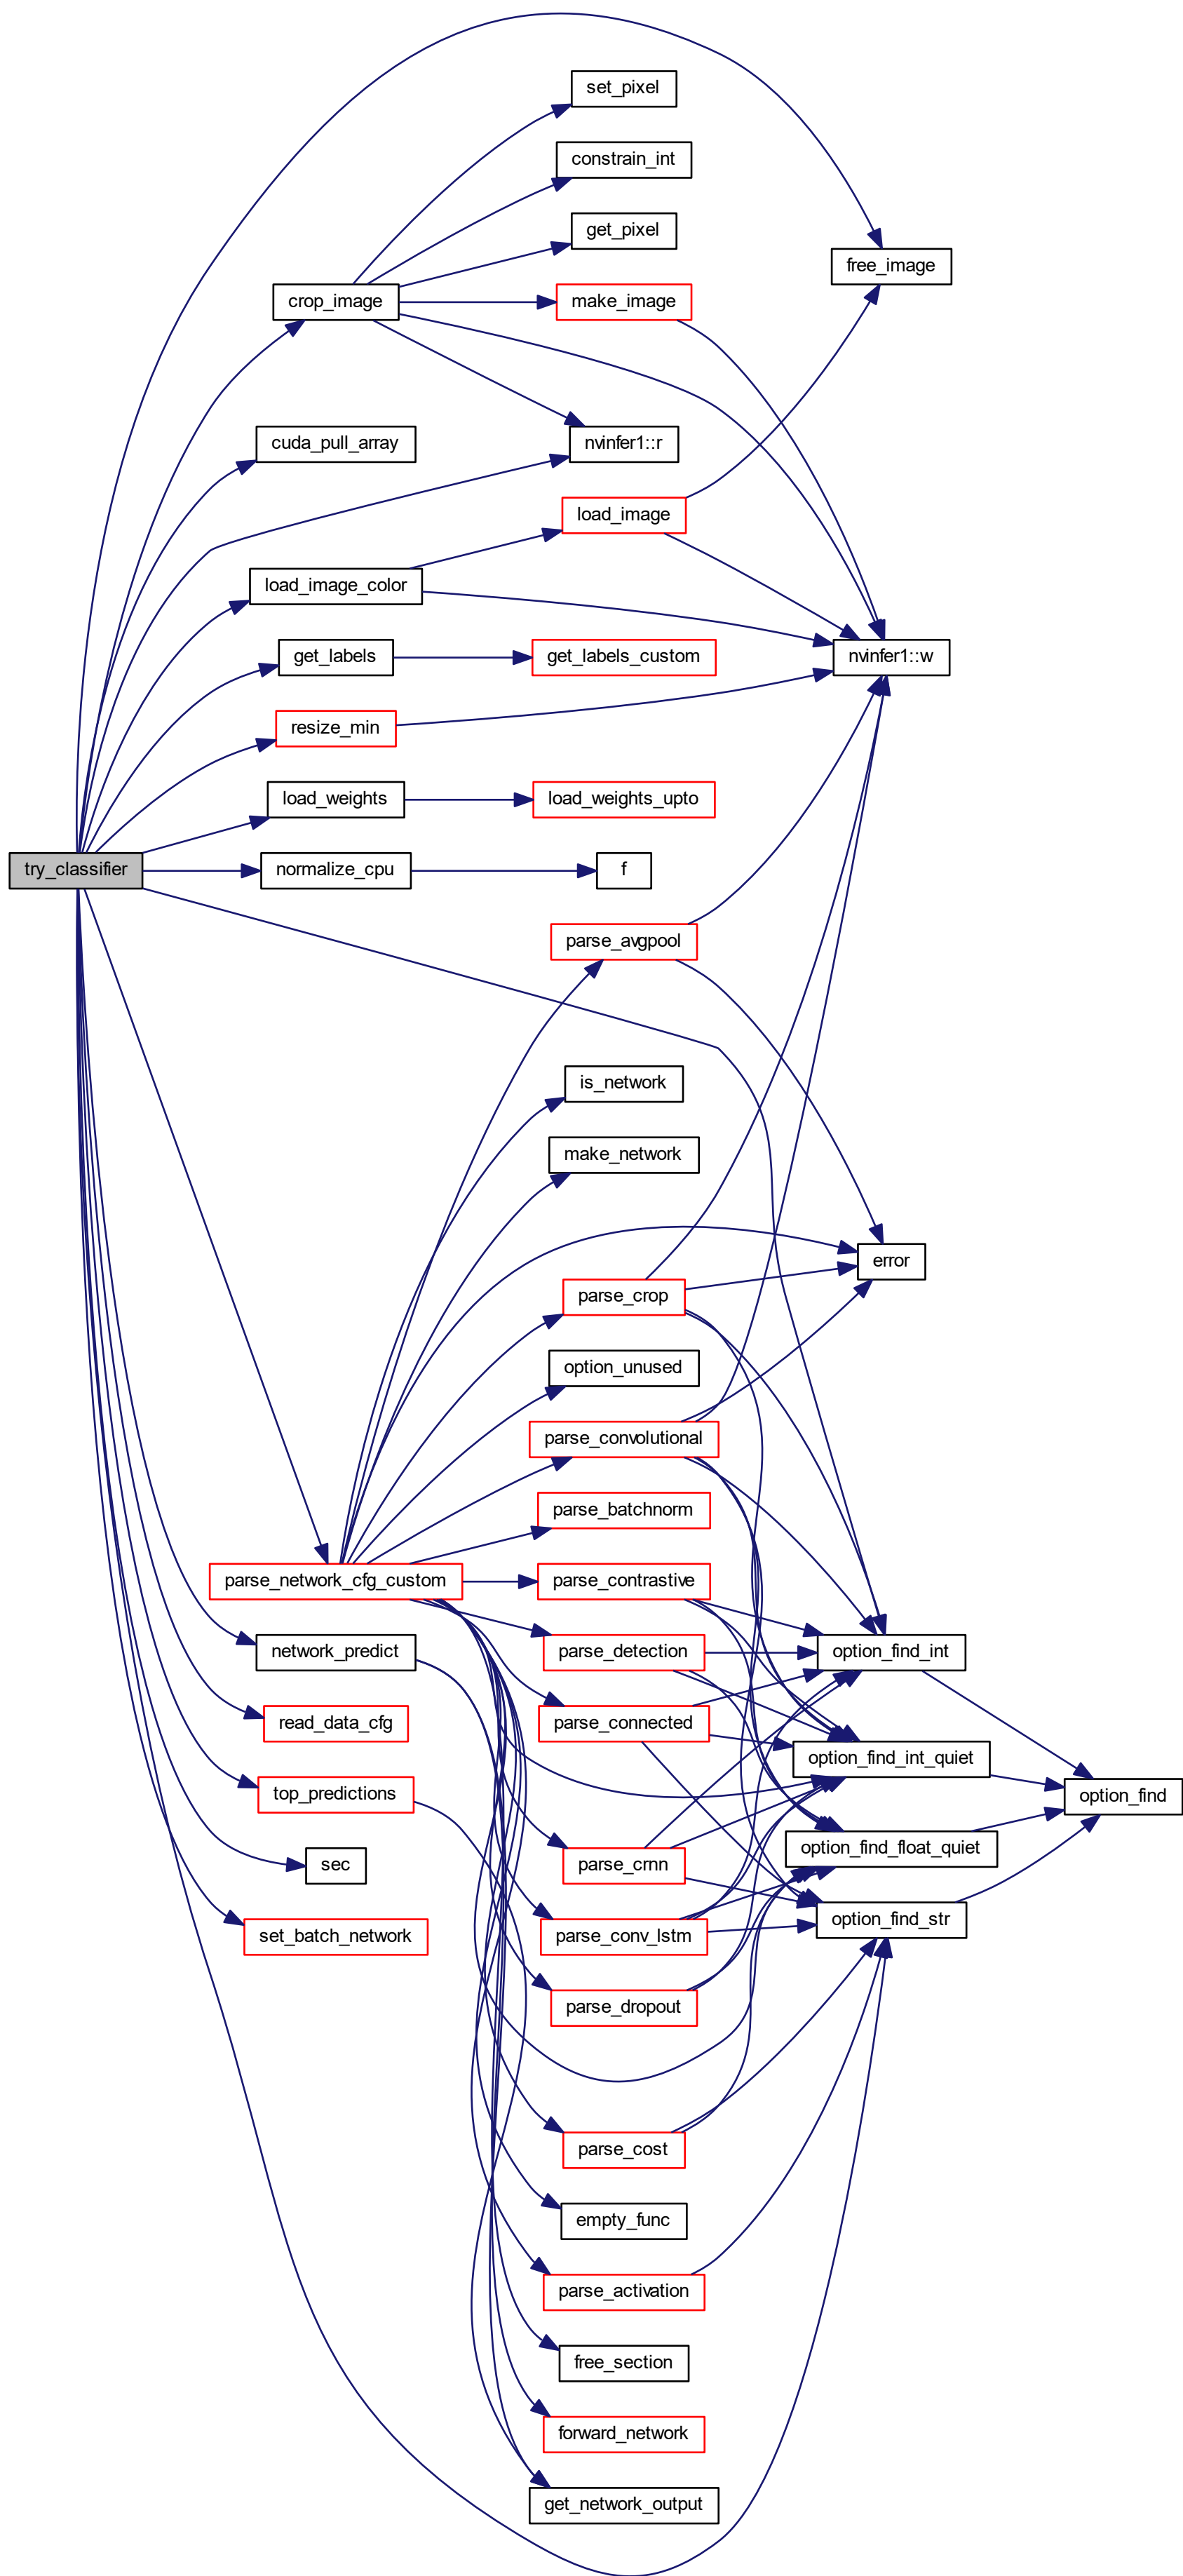 set_pixel
constrain_int
get_pixel
free_image
crop_image
make_image
cuda_pull_array
nvinfer1::r
load_image
load_image_color
get_labels
get_labels_custom
nvinfer1::w
resize_min
load_weights
load_weights_upto
try_classifier
normalize_cpu
f
parse_avgpool
is_network
make_network
error
parse_crop
option_unused
parse_convolutional
parse_batchnorm
parse_network_cfg_custom
parse_contrastive
network_predict
parse_detection
option_find_int
read_data_cfg
parse_connected
option_find_int_quiet
top_predictions
option_find
option_find_float_quiet
sec
parse_crnn
option_find_str
set_batch_network
parse_conv_lstm
parse_dropout
parse_cost
empty_func
parse_activation
free_section
forward_network
get_network_output